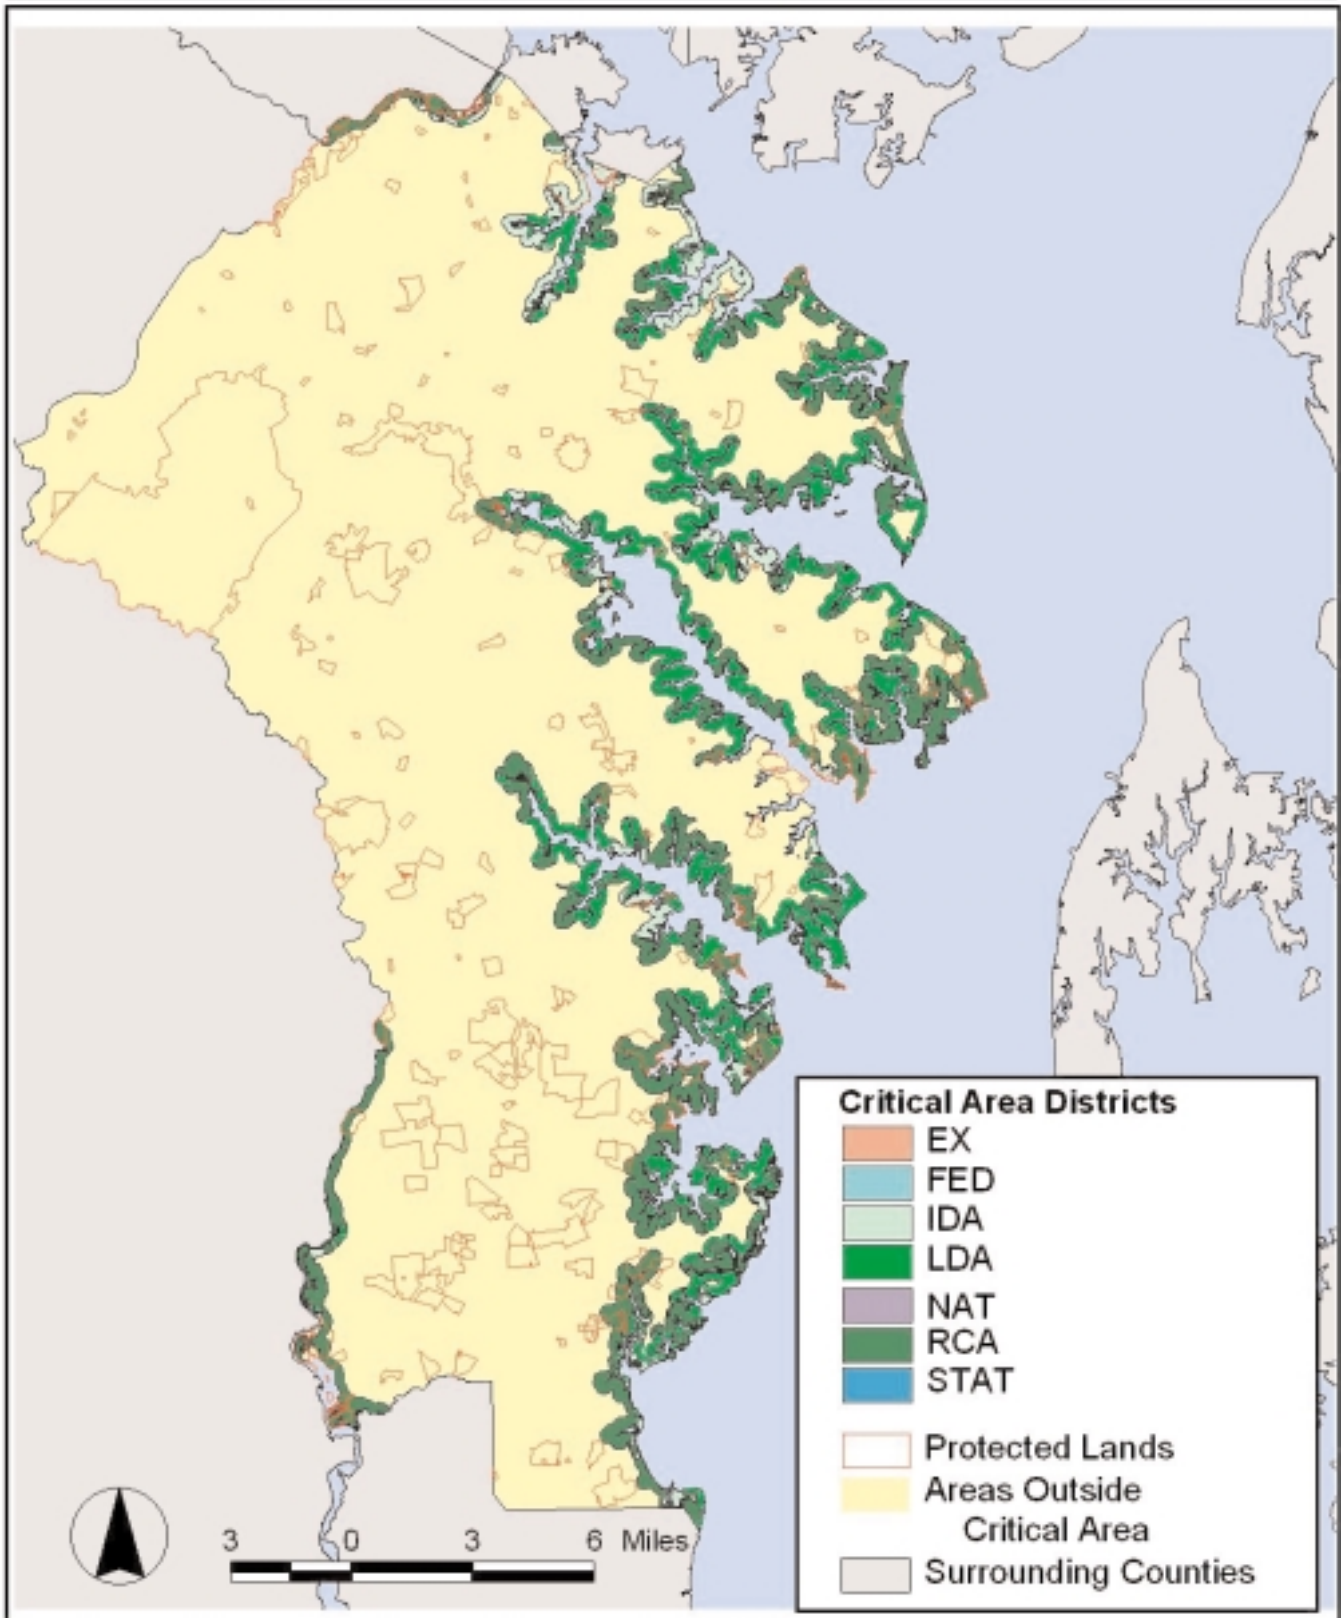 Critical Area Districts
EX
FED
IDA
LDA
NAT
RCA
STAT
Protected Lands
Areas Outside
Critical Area
Surrounding Counties
3 0 3 6 Miles